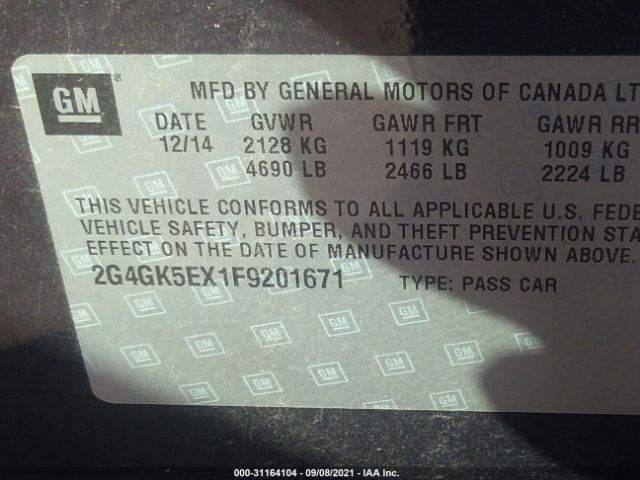 GM ® MFD BY GENERAL MOTORS OF CANADA LT
DATE GVWR GAWR FRT GAWR RR
12/14 2128 KG 1119 KG 1009 KG
4690 LB 2466 LB 2224 LB
THIS VEHICLE CONFORMS TO ALL APPLICABLE U.S. FEDE
VEHICLE SAFETY, BUMPER, AND THEFT PREVENTION STA
EFFECT ON THE DATE OF MANUFACTURE SHOWN ABOVE.
2G4GK5EX1F9201671 TYPE: PASS CAR
000-31164104 - 09/08/2021 - IAA Inc.